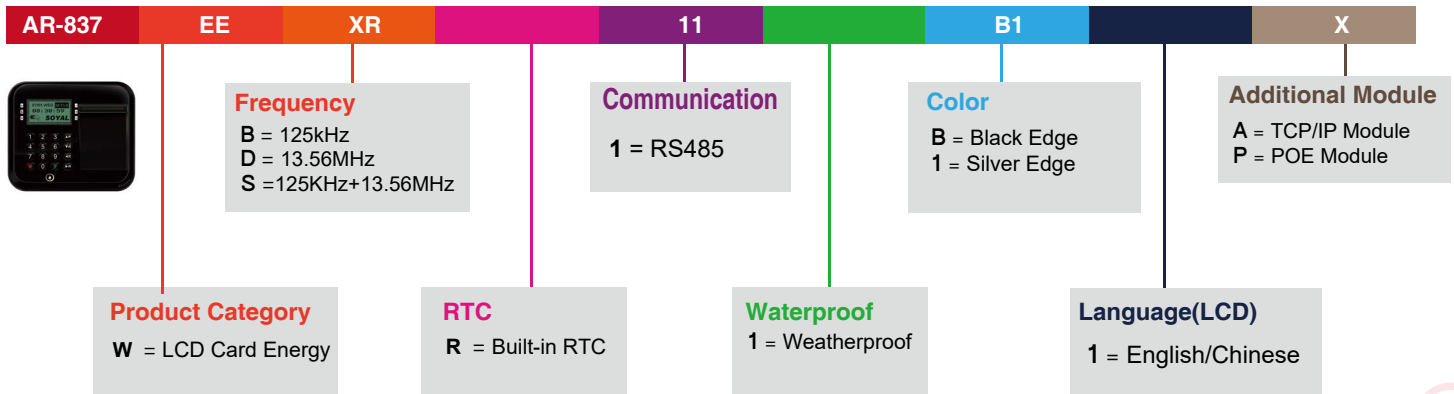 AR-837 EE XR 11 B1 X
SOYAL
Frequency
B = 125kHz
D = 13.56MHz
S =125KHz+13.56MHz
Communication
1 = RS485
Color
B = Black Edge
1 = Silver Edge
Additional Module
A = TCP/IP Module
P = POE Module
Product Category
W = LCD Card Energy
RTC
R = Built-in RTC
Waterproof
1 = Weatherproof
Language(LCD)
1 = English/Chinese